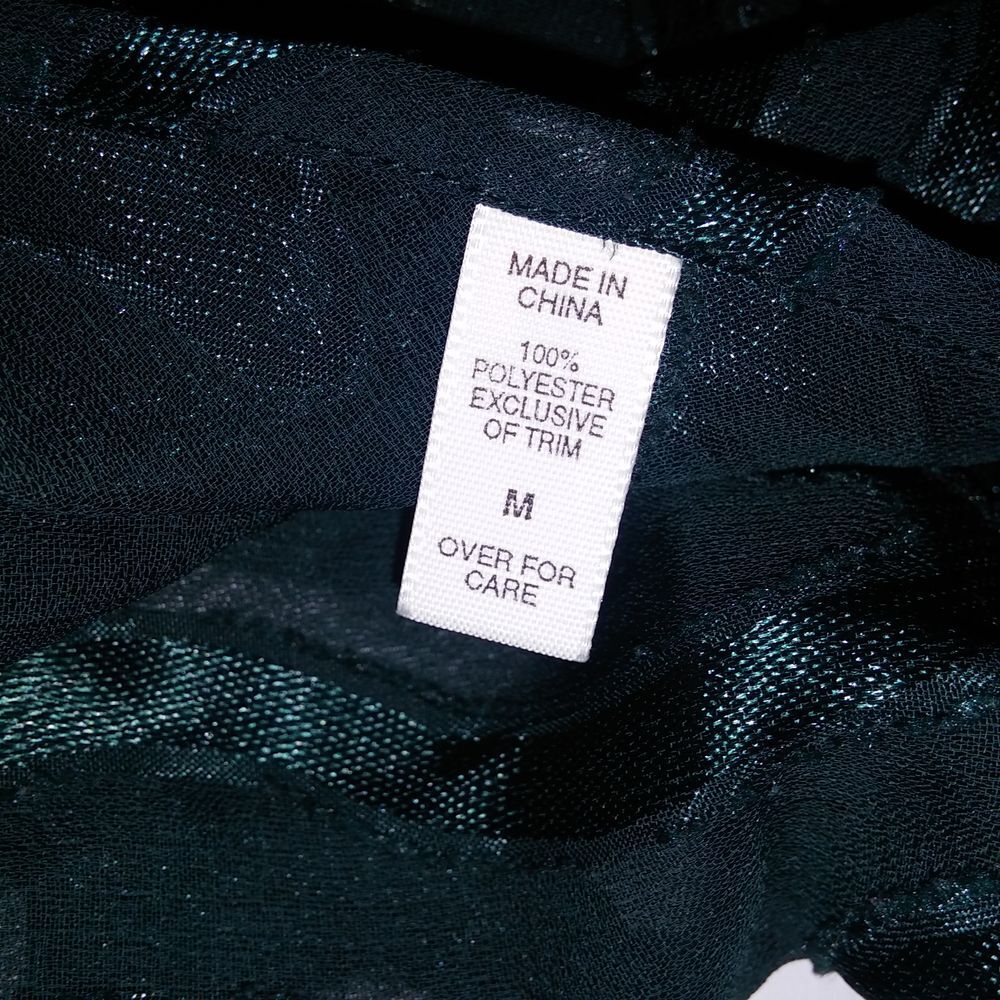 MADE IN
CHINA
100%
POLYESTER
EXCLUSIVE
OF TRIM
M
OVER FOR
CARE